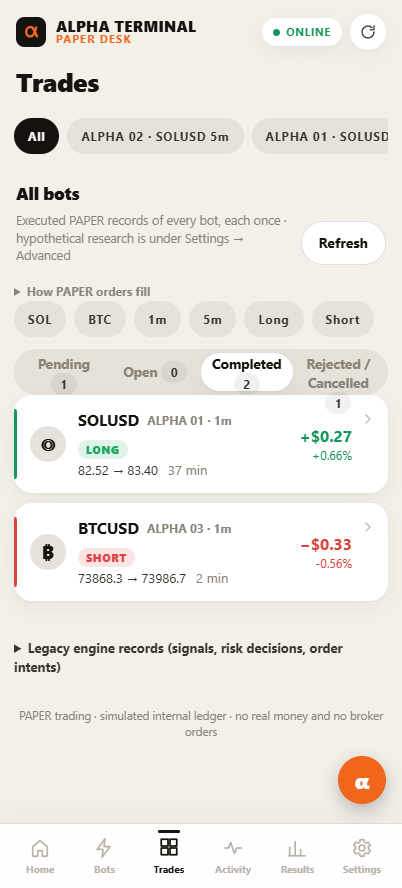 α ALPHA TERMINAL
PAPER DESK
ONLINE
Trades
All
ALPHA 02 · SOLUSD 5m
ALPHA 01 · SOLUSD
All bots
Executed PAPER records of every bot, each once ·
hypothetical research is under Settings →
Advanced
Refresh
▶ How PAPER orders fill
SOL
BTC
1m
5m
Long
Short
Pending
1
Open 0
Completed
2
Rejected /
Cancelled
1
SOLUSD ALPHA 01 · 1m
LONG
82.52 → 83.40 37 min
+$0.27
+0.66%
BTCUSD ALPHA 03 · 1m
SHORT
73868.3 → 73986.7 2 min
−$0.33
-0.56%
▶ Legacy engine records (signals, risk decisions, order
intents)
PAPER trading · simulated internal ledger · no real money and no broker
orders
α
Home
Bots
Trades
Activity
Results
Settings